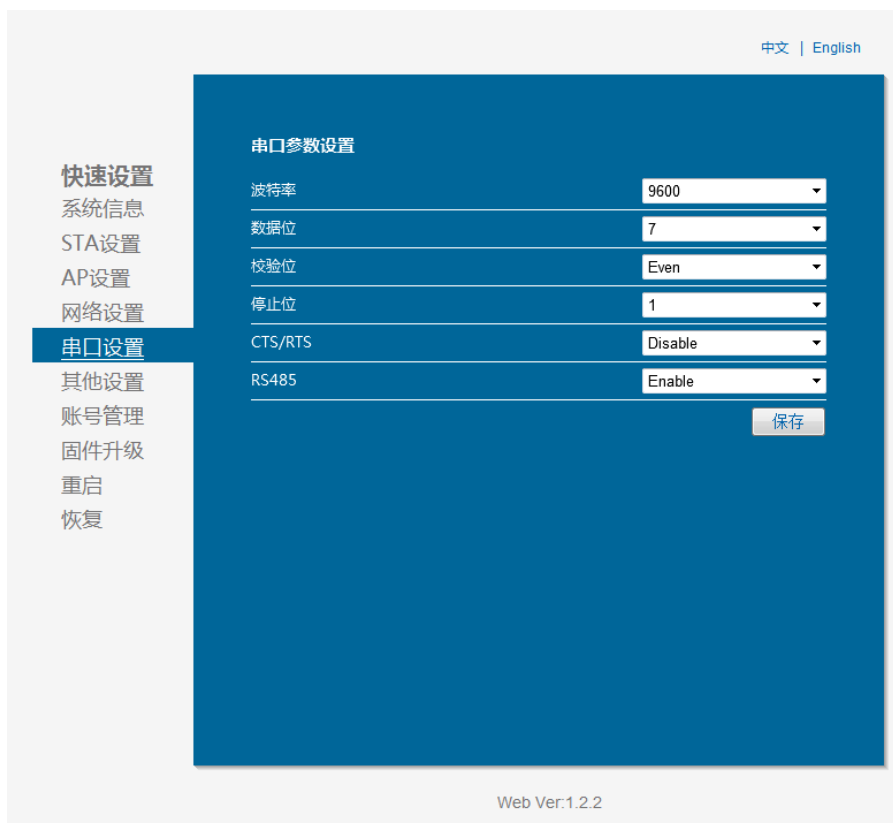 中文 | English
快速设置
系统信息
STA设置
AP设置
网络设置
串口设置
其他设置
账号管理
固件升级
重启
恢复
串口参数设置
波特率 9600
数据位 7
校验位 Even
停止位 1
CTS/RTS Disable
RS485 Enable
保存
Web Ver:1.2.2